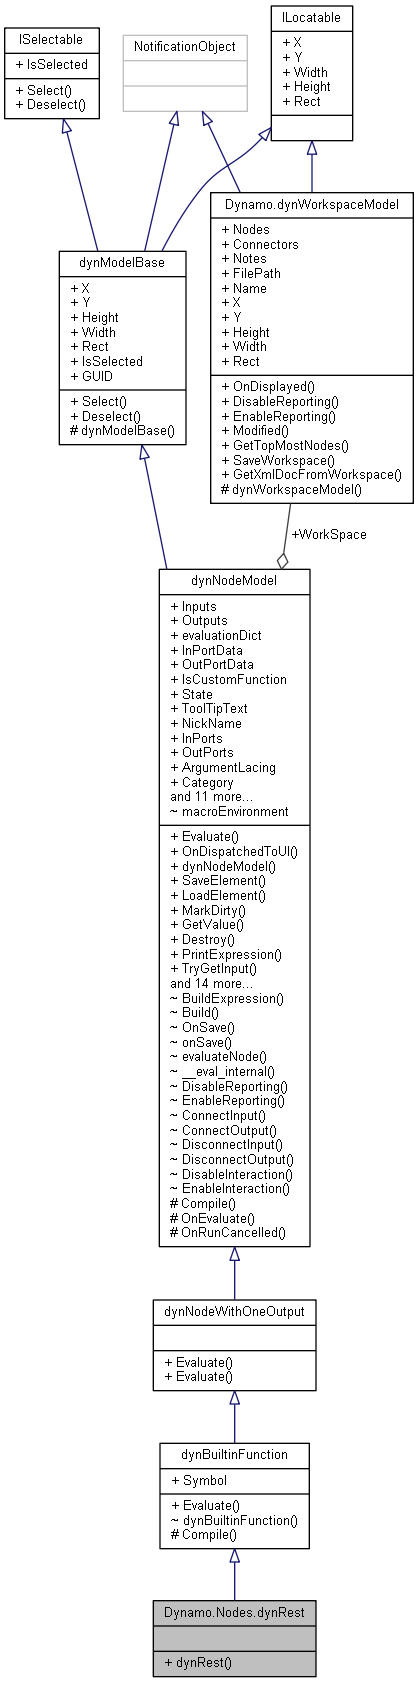 ISelectable
+ IsSelected
+ Select()
+ Deselect()
NotificationObject
ILocatable
+ X
+ Y
+ Width
+ Height
+ Rect
dynModelBase
+ X
+ Y
+ Height
+ Width
+ Rect
+ IsSelected
+ GUID
+ Select()
+ Deselect()
# dynModelBase()
Dynamo.dynWorkspaceModel
+ Nodes
+ Connectors
+ Notes
+ FilePath
+ Name
+ X
+ Y
+ Height
+ Width
+ Rect
+ OnDisplayed()
+ DisableReporting()
+ EnableReporting()
+ Modified()
+ GetTopMostNodes()
+ SaveWorkspace()
+ GetXmlDocFromWorkspace()
# dynWorkspaceModel()
+WorkSpace
dynNodeModel
+ Inputs
+ Outputs
+ evaluationDict
+ InPortData
+ OutPortData
+ IsCustomFunction
+ State
+ ToolTipText
+ NickName
+ InPorts
+ OutPorts
+ ArgumentLacing
+ Category
and 11 more...
~ macroEnvironment
+ Evaluate()
+ OnDispatchedToUI()
+ dynNodeModel()
+ SaveElement()
+ LoadElement()
+ MarkDirty()
+ GetValue()
+ Destroy()
+ PrintExpression()
+ TryGetInput()
and 14 more...
~ BuildExpression()
~ Build()
~ OnSave()
~ onSave()
~ evaluateNode()
~ __eval_internal()
~ DisableReporting()
~ EnableReporting()
~ ConnectInput()
~ ConnectOutput()
~ DisconnectInput()
~ DisconnectOutput()
~ DisableInteraction()
~ EnableInteraction()
# Compile()
# OnEvaluate()
# OnRunCancelled()
dynNodeWithOneOutput
+ Evaluate()
+ Evaluate()
dynBuiltinFunction
+ Symbol
+ Evaluate()
~ dynBuiltinFunction()
# Compile()
Dynamo.Nodes.dynRest
+ dynRest()